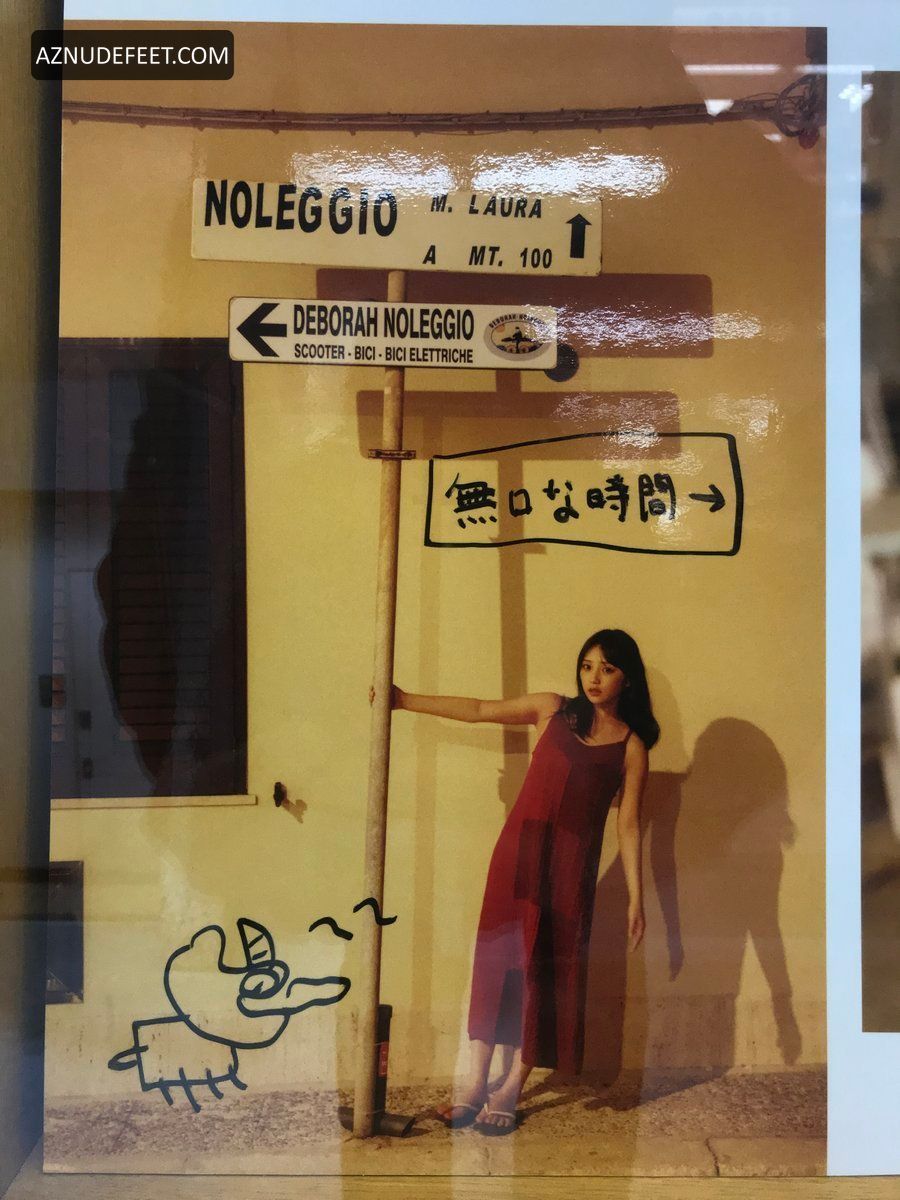 AZNUDEFEET.COM
NOLEGGIO M. LAURA
A MT. 100
DEBORAH NOLEGGIO
SCOOTER - BICI - BICI ELETTRICHE
無口な時間→